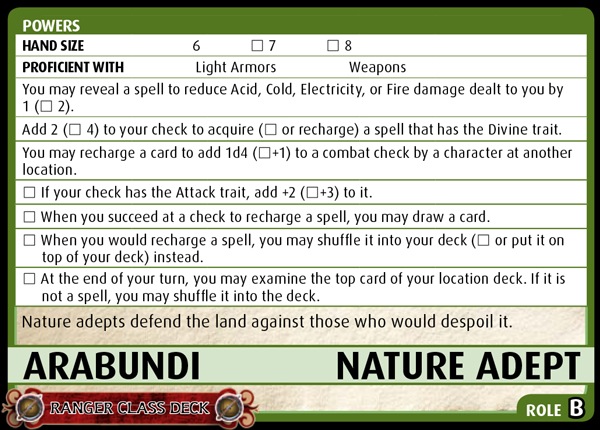 POWERS
HAND SIZE 6 ☐ 7 ☐ 8
PROFICIENT WITH Light Armors Weapons
You may reveal a spell to reduce Acid, Cold, Electricity, or Fire damage dealt to you by
1 (☐ 2).
Add 2 (☐ 4) to your check to acquire (☐ or recharge) a spell that has the Divine trait.
You may recharge a card to add 1d4 (☐+1) to a combat check by a character at another
location.
☐ If your check has the Attack trait, add +2 (☐+3) to it.
☐ When you succeed at a check to recharge a spell, you may draw a card.
☐ When you would recharge a spell, you may shuffle it into your deck (☐ or put it on
top of your deck) instead.
☐ At the end of your turn, you may examine the top card of your location deck. If it is
not a spell, you may shuffle it into the deck.
Nature adepts defend the land against those who would despoil it.
ARABUNDI NATURE ADEPT
RANGER CLASS DECK
ROLE B